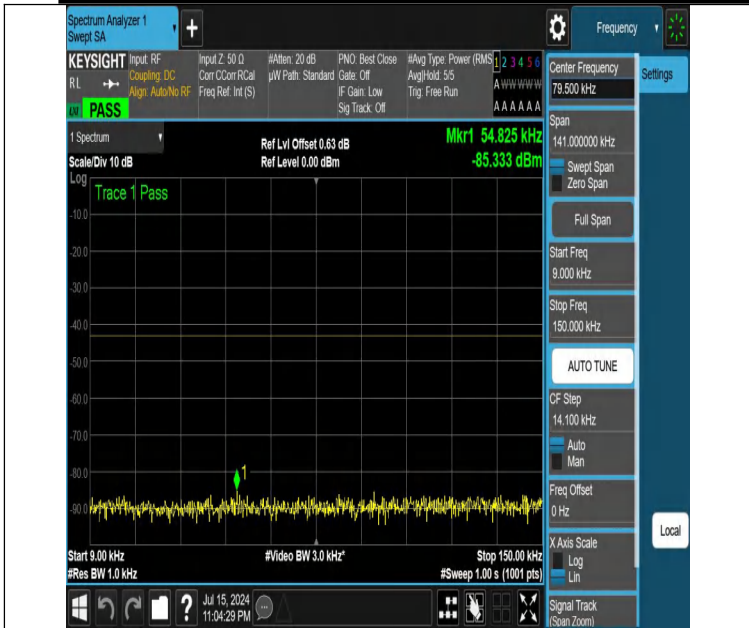 Spectrum Analyzer 1
Swept SA
Frequency
KEYSIGHT
RL
PASS
Input: RF
Coupling: DC
Align: Auto/No RF
Input Z: 50 Ω
Corr CCorr RCal
Freq Ref: Int (S)
#Atten: 20 dB
µW Path: Standard
PNO: Best Close
Gate: Off
IF Gain: Low
Sig Track: Off
#Avg Type: Power (RMS
Avg|Hold: 5/5
Trig: Free Run
1 2 3 4 5 6
A W W W W W
A A A A A A
1 Spectrum
Scale/Div 10 dB
Ref Lvl Offset 0.63 dB
Ref Level 0.00 dBm
Mkr1 54.825 kHz
-85.333 dBm
Log
Trace 1 Pass
-10.0
-20.0
-30.0
-40.0
-50.0
-60.0
-70.0
-80.0
-90.0
1
Start 9.00 kHz
#Res BW 1.0 kHz
#Video BW 3.0 kHz*
Stop 150.00 kHz
#Sweep 1.00 s (1001 pts)
Jul 15, 2024
11:04:29 PM
Center Frequency
79.500 kHz
Settings
Span
141.000000 kHz
Swept Span
Zero Span
Full Span
Start Freq
9.000 kHz
Stop Freq
150.000 kHz
AUTO TUNE
CF Step
14.100 kHz
Auto
Man
Freq Offset
0 Hz
X Axis Scale
Log
Lin
Local
Signal Track
(Span Zoom)